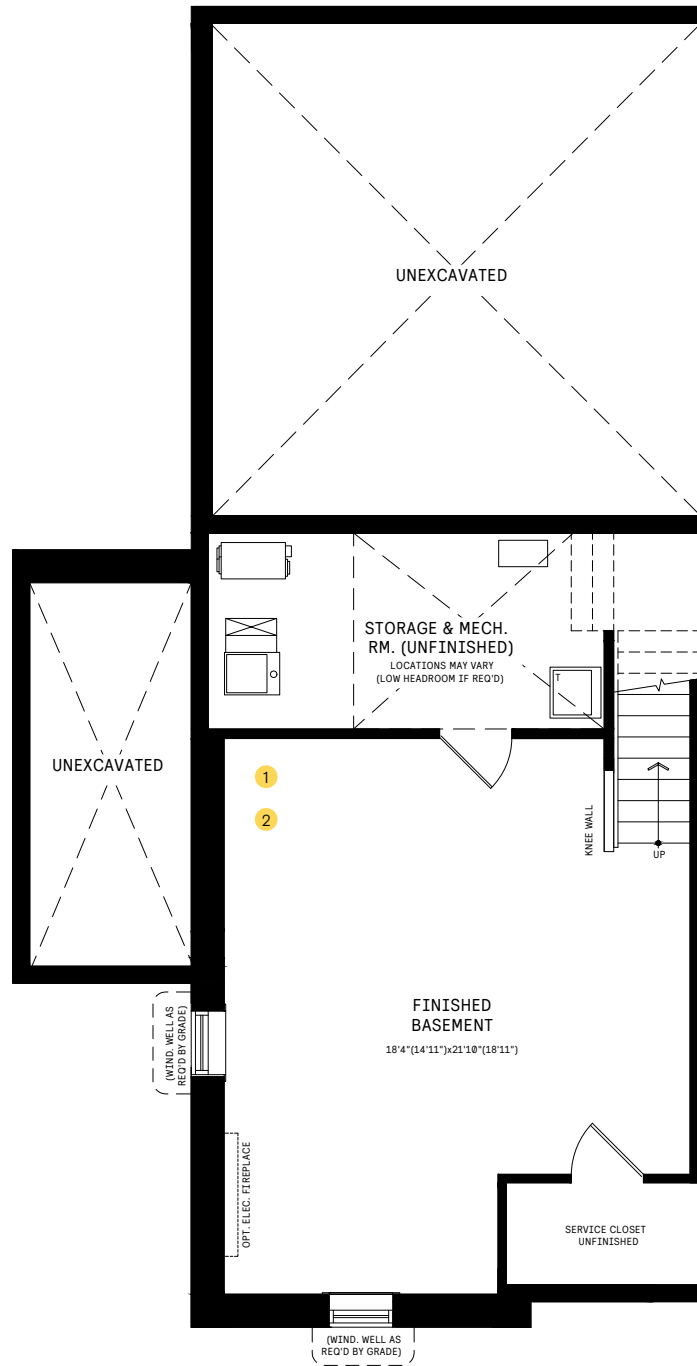 UNEXCAVATED
STORAGE & MECH.
RM. (UNFINISHED)
LOCATIONS MAY VARY
(LOW HEADROOM IF REQ'D)
T
UNEXCAVATED
1
2
KNEE WALL
UP
FINISHED
BASEMENT
18'4"(14'11")x21'10"(18'11")
(WIND. WELL AS
REQ'D BY GRADE)
OPT. ELEC. FIREPLACE
SERVICE CLOSET
UNFINISHED
(WIND. WELL AS
REQ'D BY GRADE)